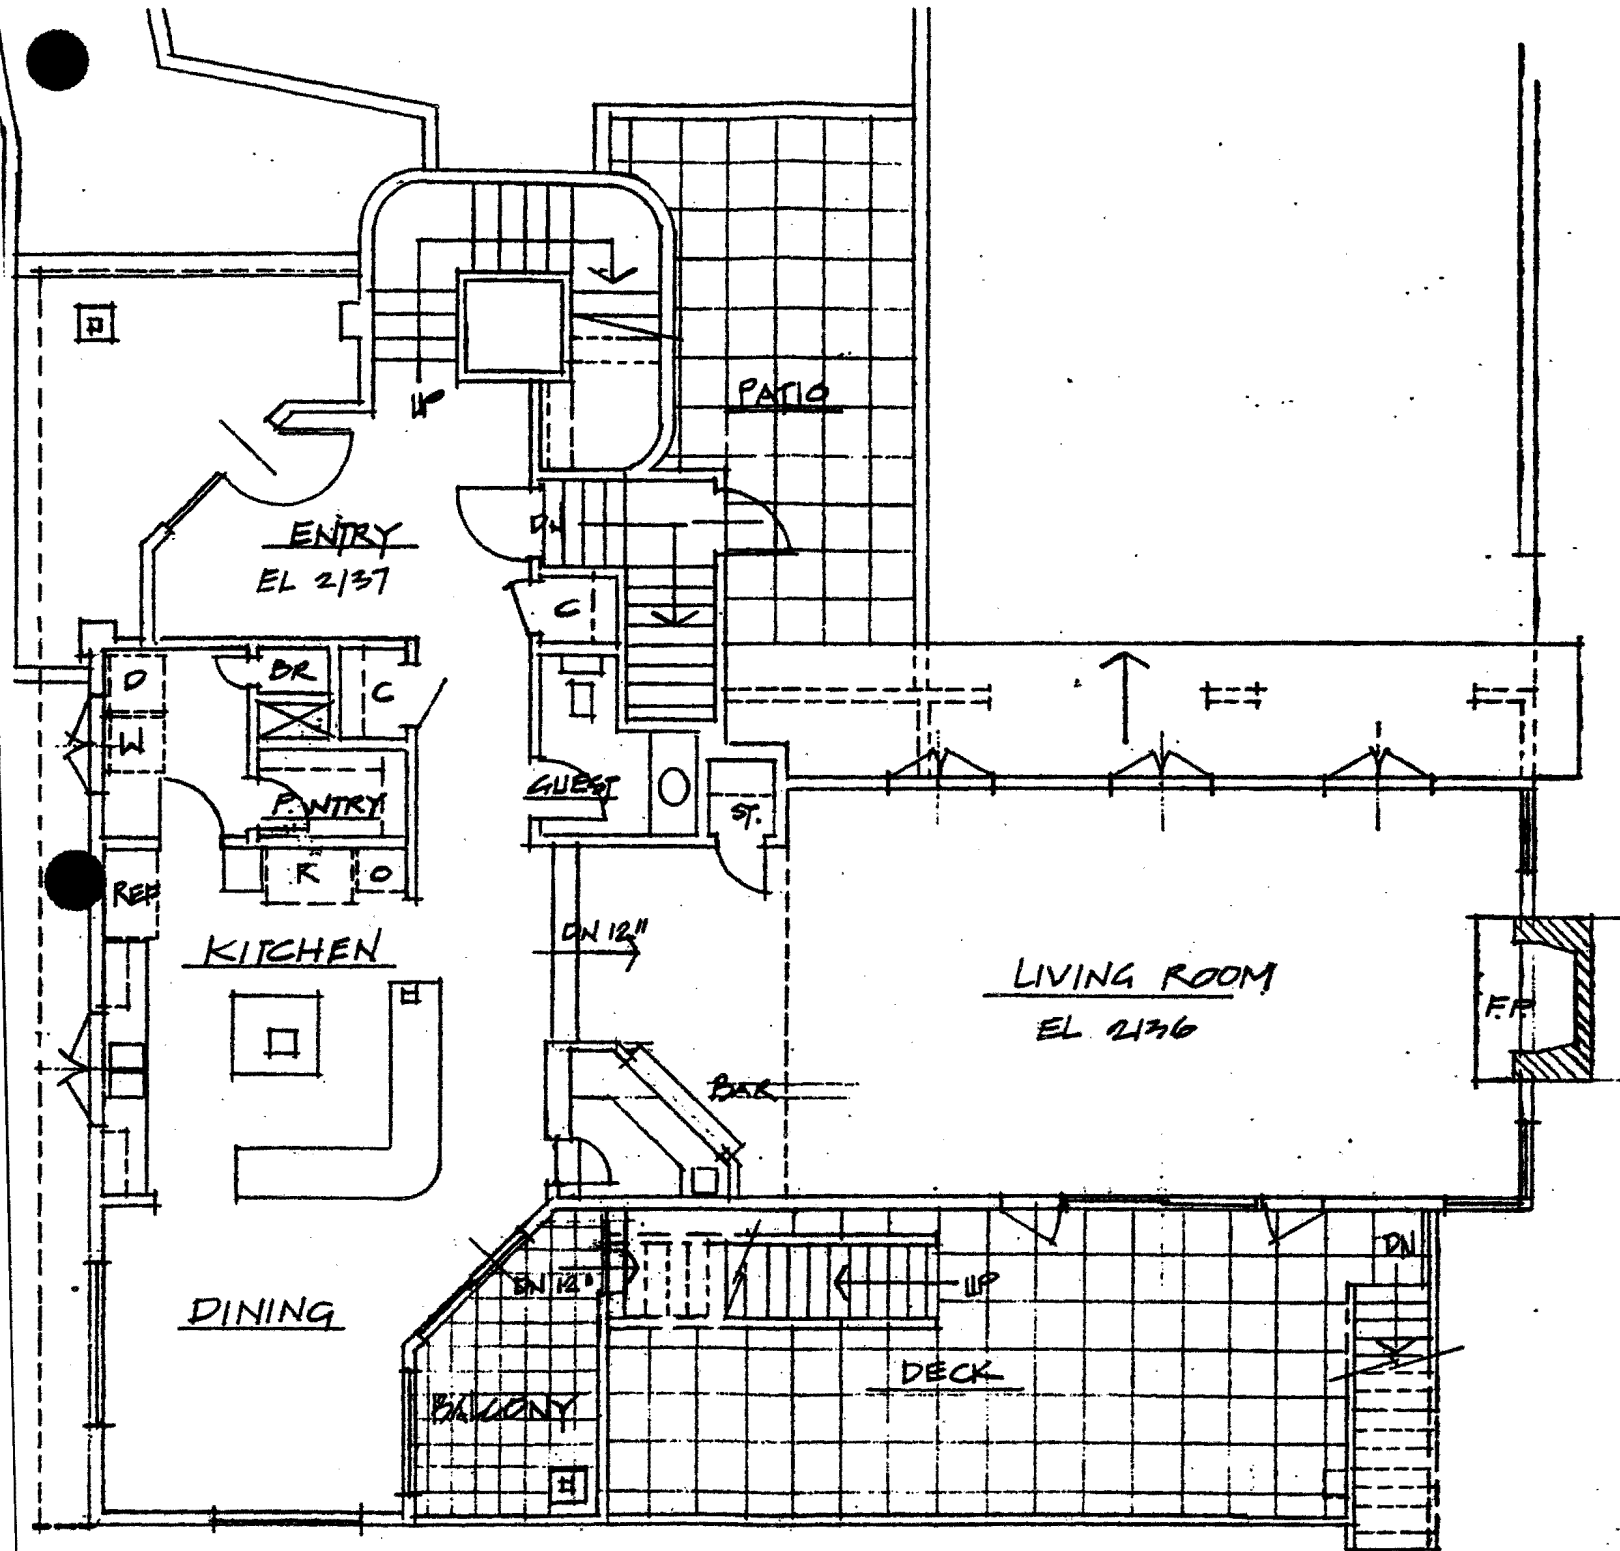 UP
PATIO
DN
ENTRY
EL 2137
C
D
BR
C
W
GUEST
PANTRY
ST.
REF
R
O
KITCHEN
DN 12"
LIVING ROOM
EL 2136
F.P.
BAR
DN
DN 14"
UP
DINING
DECK
BALCONY